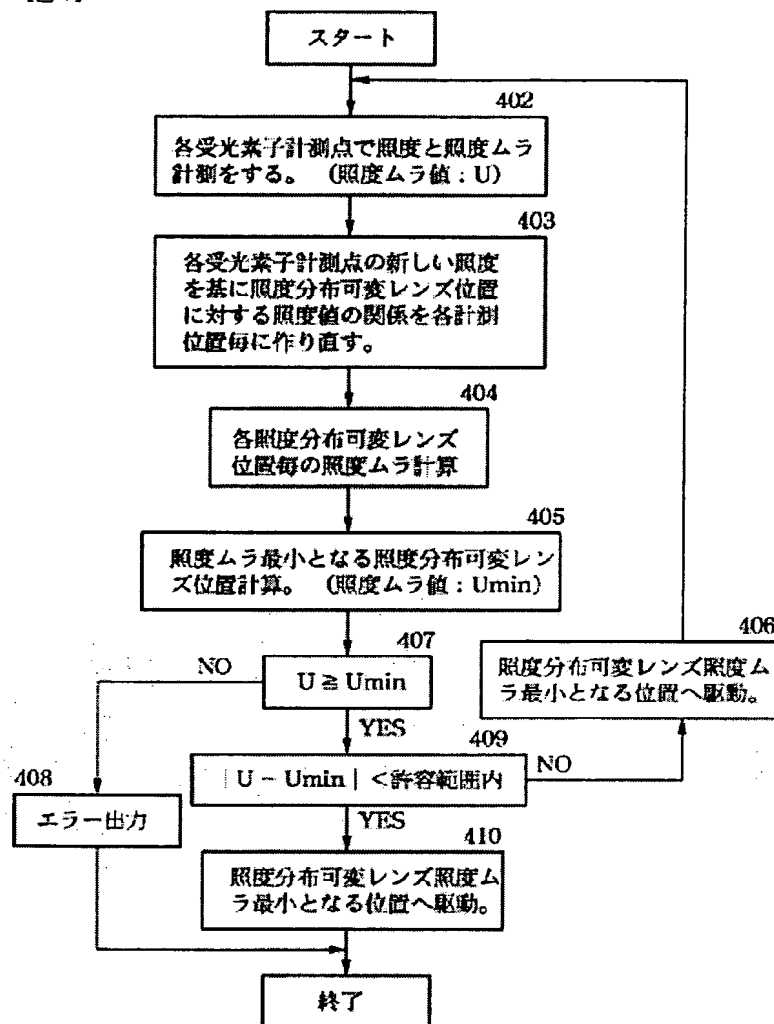 スタート
402
各受光素子計測点で照度と照度ムラ
計測をする。 （照度ムラ値：U）
403
各受光素子計測点の新しい照度
を基に照度分布可変レンズ位置
に対する照度値の関係を各計測
位置毎に作り直す。
404
各照度分布可変レンズ
位置毎の照度ムラ計算
405
照度ムラ最小となる照度分布可変レン
ズ位置計算。 （照度ムラ値：Umin）
406
照度分布可変レンズ照度ム
ラ最小となる位置へ駆動。
407
NO
U ≧ Umin
YES
409
| U − Umin | ＜許容範囲内
NO
408
エラー出力
YES
410
照度分布可変レンズ照度ム
ラ最小となる位置へ駆動。
終了